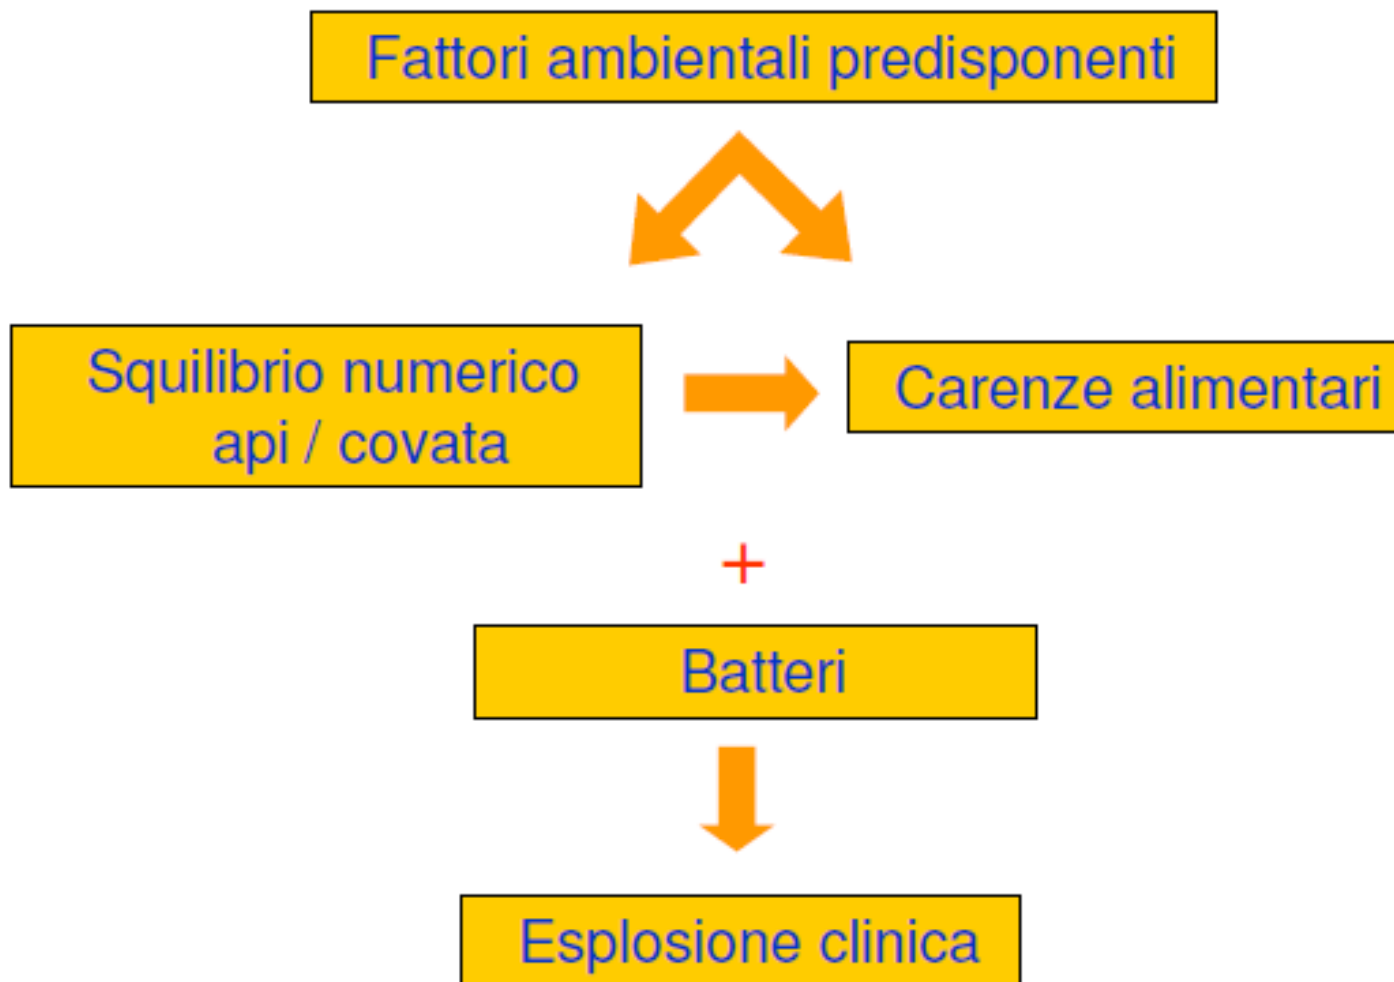 Fattori ambientali predisponenti
Squilibrio numerico
api / covata
Carenze alimentari
+
Batteri
Esplosione clinica